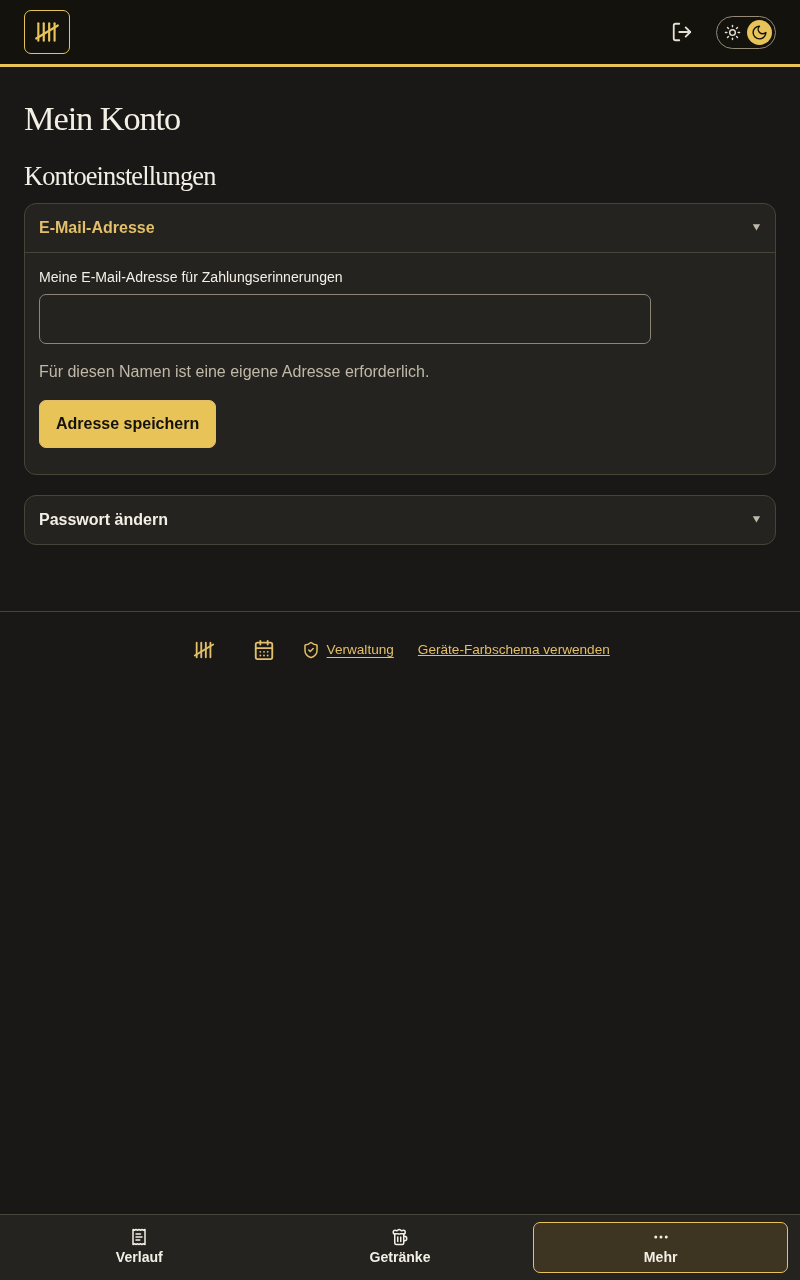 Mein Konto
Kontoeinstellungen
E-Mail-Adresse
Meine E-Mail-Adresse für Zahlungserinnerungen
Für diesen Namen ist eine eigene Adresse erforderlich.
Adresse speichern
Passwort ändern
Verwaltung Geräte-Farbschema verwenden
Verlauf Getränke Mehr